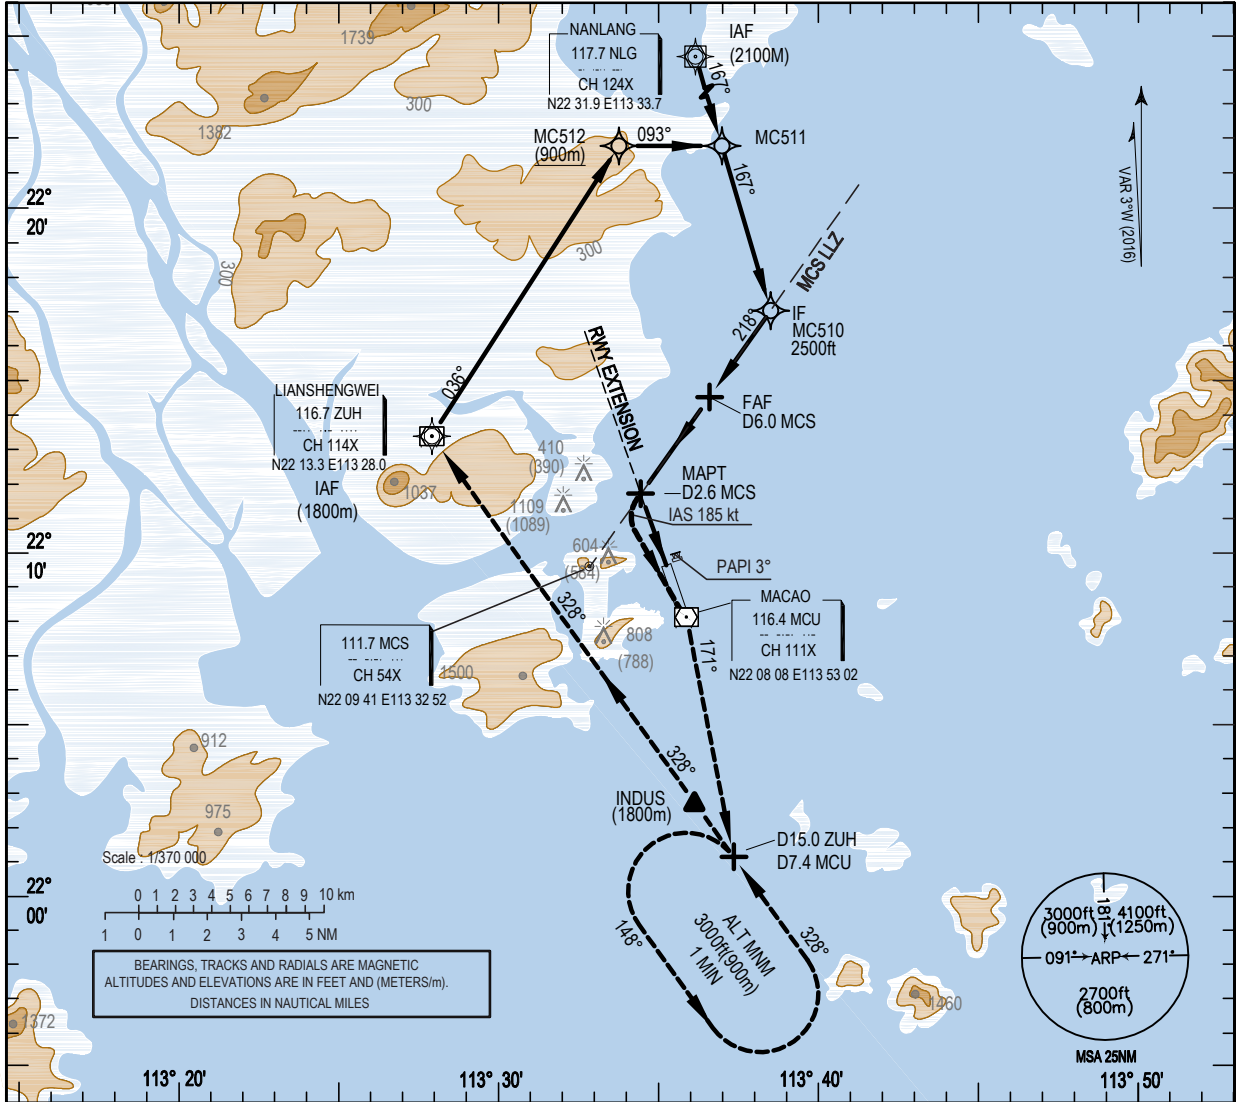 1739
NANLANG
117.7 NLG
CH 124X
N22 31.9 E113 33.7
IAF
(2100M)
167°
300
1382
MC512
(900m)
093°
MC511
167°
VAR 3°W (2016)
22°
20'
300
300
MCS LLZ
218°
IF
MC510
2500ft
RWY EXTENSION
036°
LIANSHENGWEI
116.7 ZUH
CH 114X
N22 13.3 E113 28.0
IAF
(1800m)
FAF
D6.0 MCS
410
(390)
1037
1109
(1089)
MAPT
D2.6 MCS
IAS 185 kt
22°
10'
604
(584)
PAPI 3°
328°
MACAO
116.4 MCU
CH 111X
N22 08 08 E113 53 02
111.7 MCS
CH 54X
N22 09 41 E113 32 52
808
(788)
1500
171°
912
328°
INDUS
(1800m)
975
D15.0 ZUH
D7.4 MCU
Scale : 1/370 000
22°
00'
0 1 2 3 4 5 6 7 8 9 10 km
1 0 1 2 3 4 5 NM
148°
ALT MNM
3000ft(900m)
1 MIN
328°
3000ft
(900m)
181°
4100ft
(1250m)
091° ARP 271°
2700ft
(800m)
MSA 25NM
BEARINGS, TRACKS AND RADIALS ARE MAGNETIC
ALTITUDES AND ELEVATIONS ARE IN FEET AND (METERS/m).
DISTANCES IN NAUTICAL MILES
1372
1460
113° 20'
113° 30'
113° 40'
113° 50'